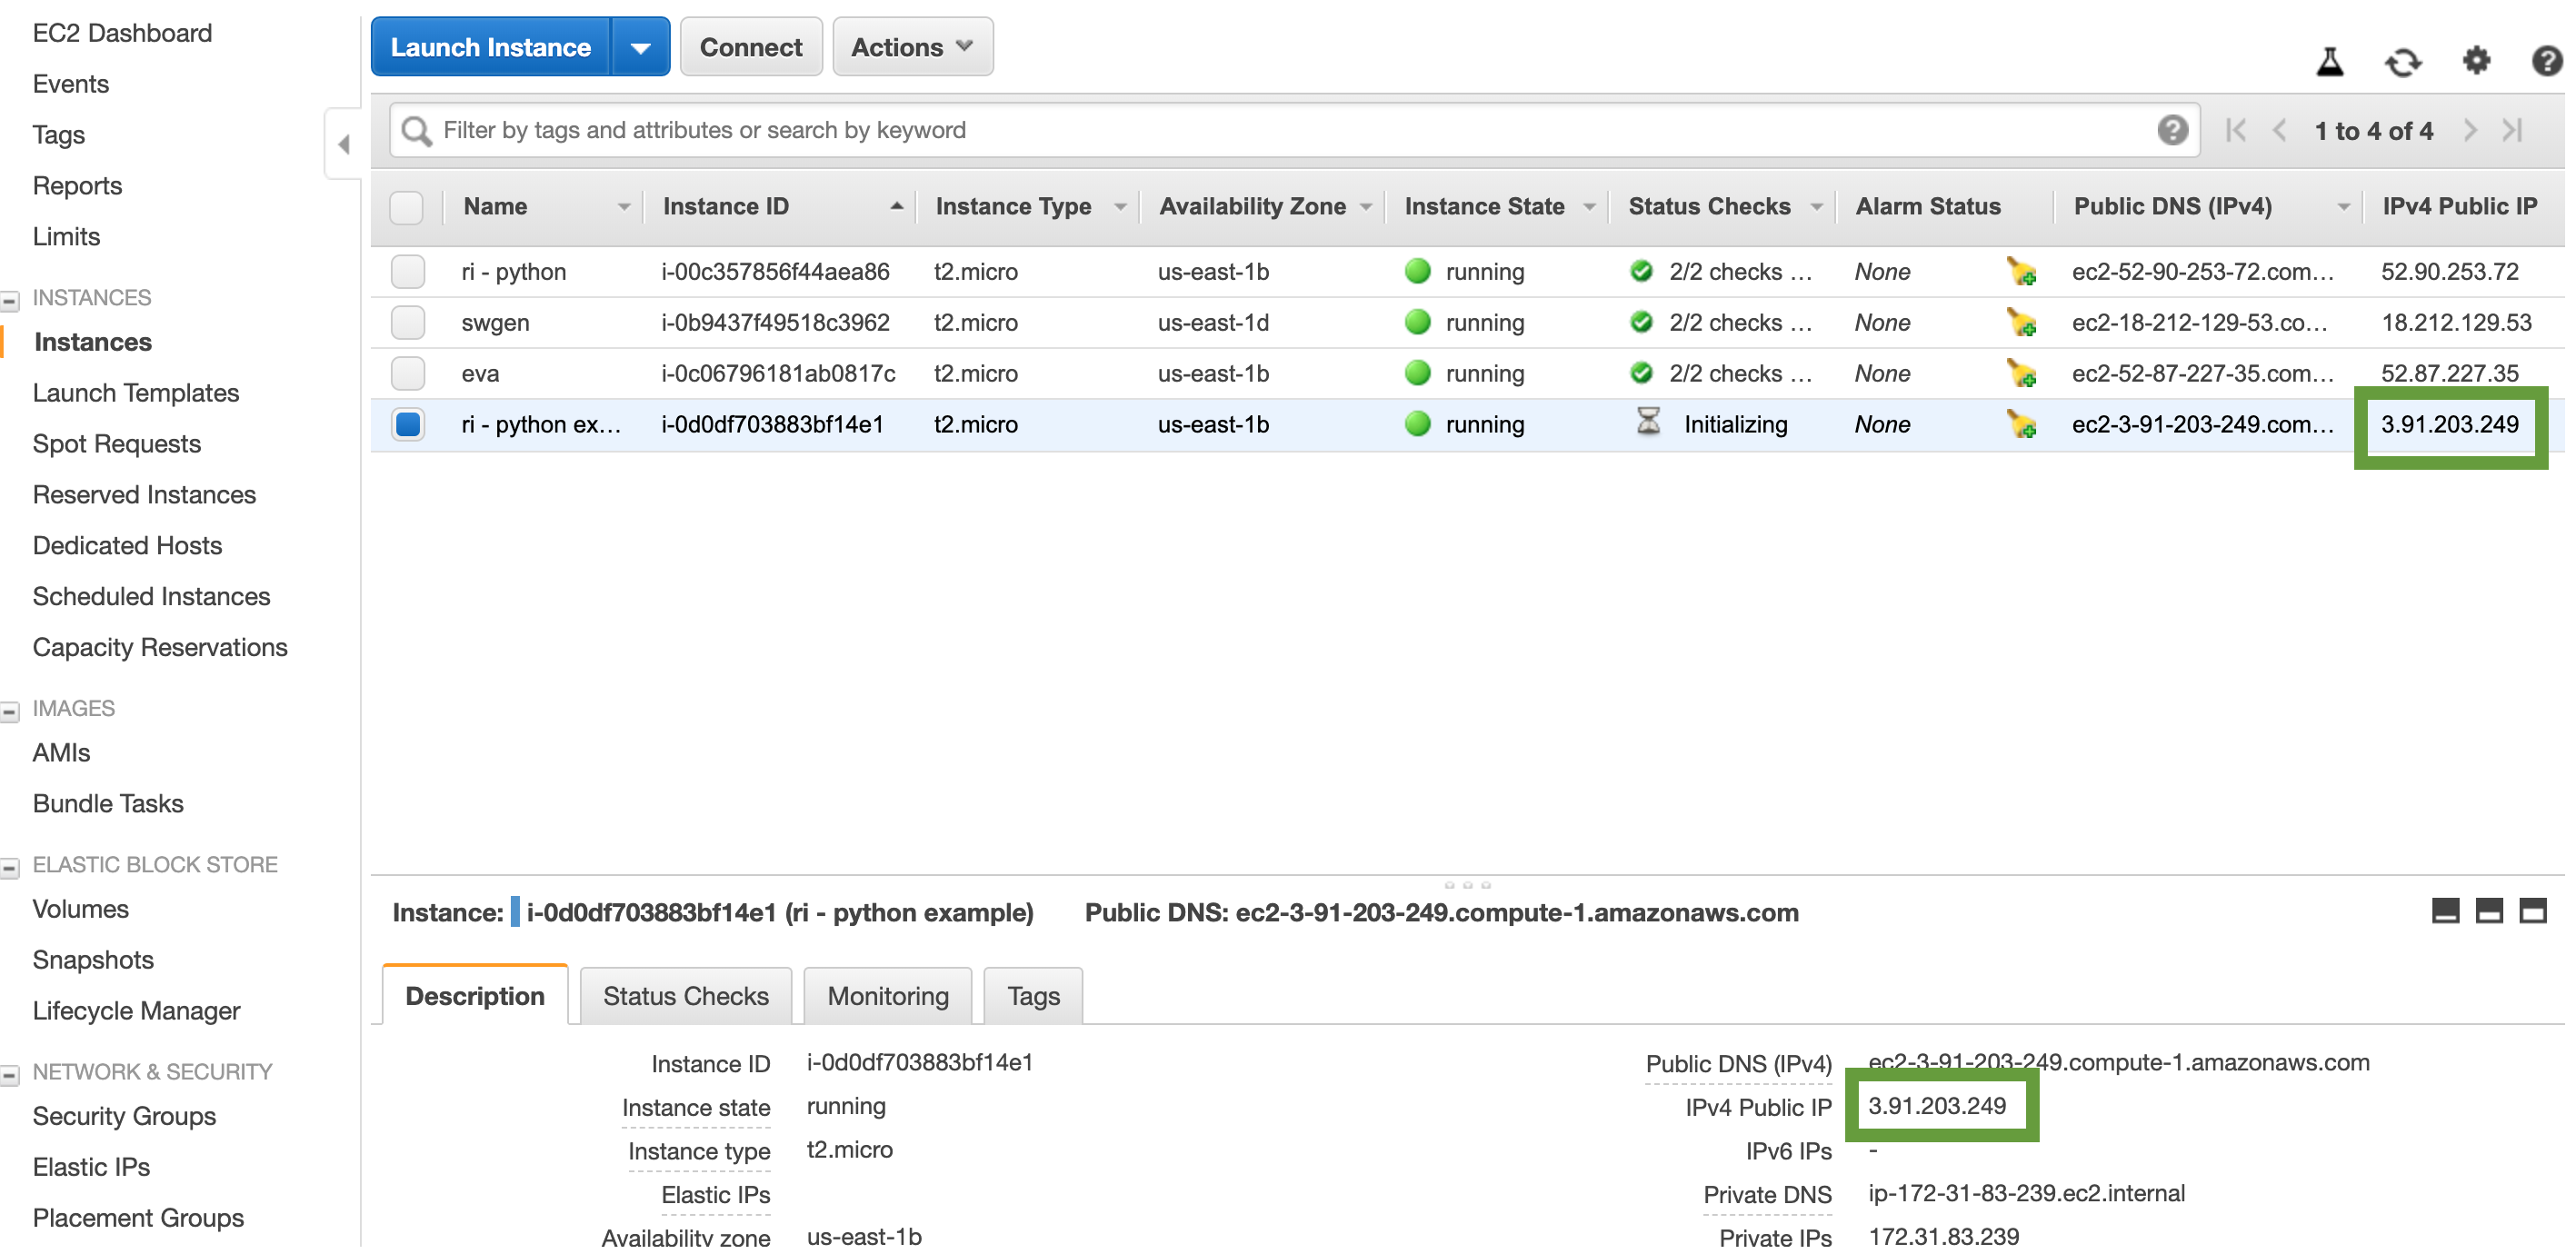 EC2 Dashboard
Events
Tags
Reports
Limits
INSTANCES
Instances
Launch Templates
Spot Requests
Reserved Instances
Dedicated Hosts
Scheduled Instances
Capacity Reservations
IMAGES
AMIs
Bundle Tasks
ELASTIC BLOCK STORE
Volumes
Snapshots
Lifecycle Manager
NETWORK & SECURITY
Security Groups
Elastic IPs
Placement Groups
Launch Instance Connect Actions
Filter by tags and attributes or search by keyword 1 to 4 of 4
Name Instance ID Instance Type Availability Zone Instance State Status Checks Alarm Status Public DNS (IPv4) IPv4 Public IP
ri - python i-00c357856f44aea86 t2.micro us-east-1b running 2/2 checks ... None ec2-52-90-253-72.com... 52.90.253.72
swgen i-0b9437f49518c3962 t2.micro us-east-1d running 2/2 checks ... None ec2-18-212-129-53.co... 18.212.129.53
eva i-0c06796181ab0817c t2.micro us-east-1b running 2/2 checks ... None ec2-52-87-227-35.com... 52.87.227.35
ri - python ex... i-0d0df703883bf14e1 t2.micro us-east-1b running Initializing None ec2-3-91-203-249.com... 3.91.203.249
Instance: i-0d0df703883bf14e1 (ri - python example) Public DNS: ec2-3-91-203-249.compute-1.amazonaws.com
Description Status Checks Monitoring Tags
Instance ID i-0d0df703883bf14e1 Public DNS (IPv4) ec2-3-91-203-249.compute-1.amazonaws.com
Instance state running IPv4 Public IP 3.91.203.249
Instance type t2.micro IPv6 IPs -
Elastic IPs Private DNS ip-172-31-83-239.ec2.internal
Availability zone us-east-1b Private IPs 172.31.83.239